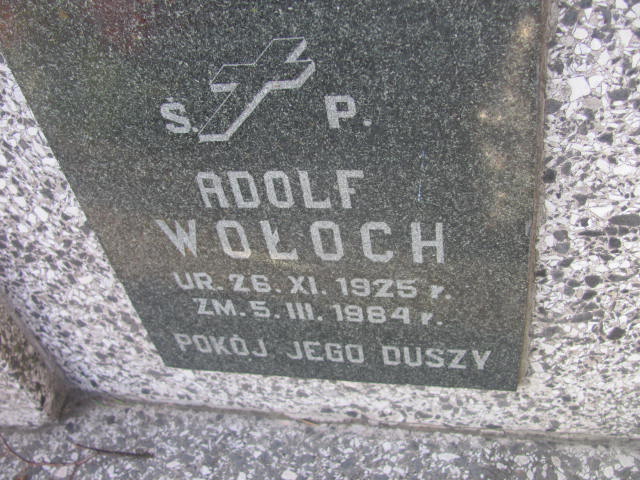 Ś. P.
ADOLF
WOŁOCH
UR. 26. XI. 1925 r.
ZM. 5. III. 1984 r.
POKÓJ JEGO DUSZY